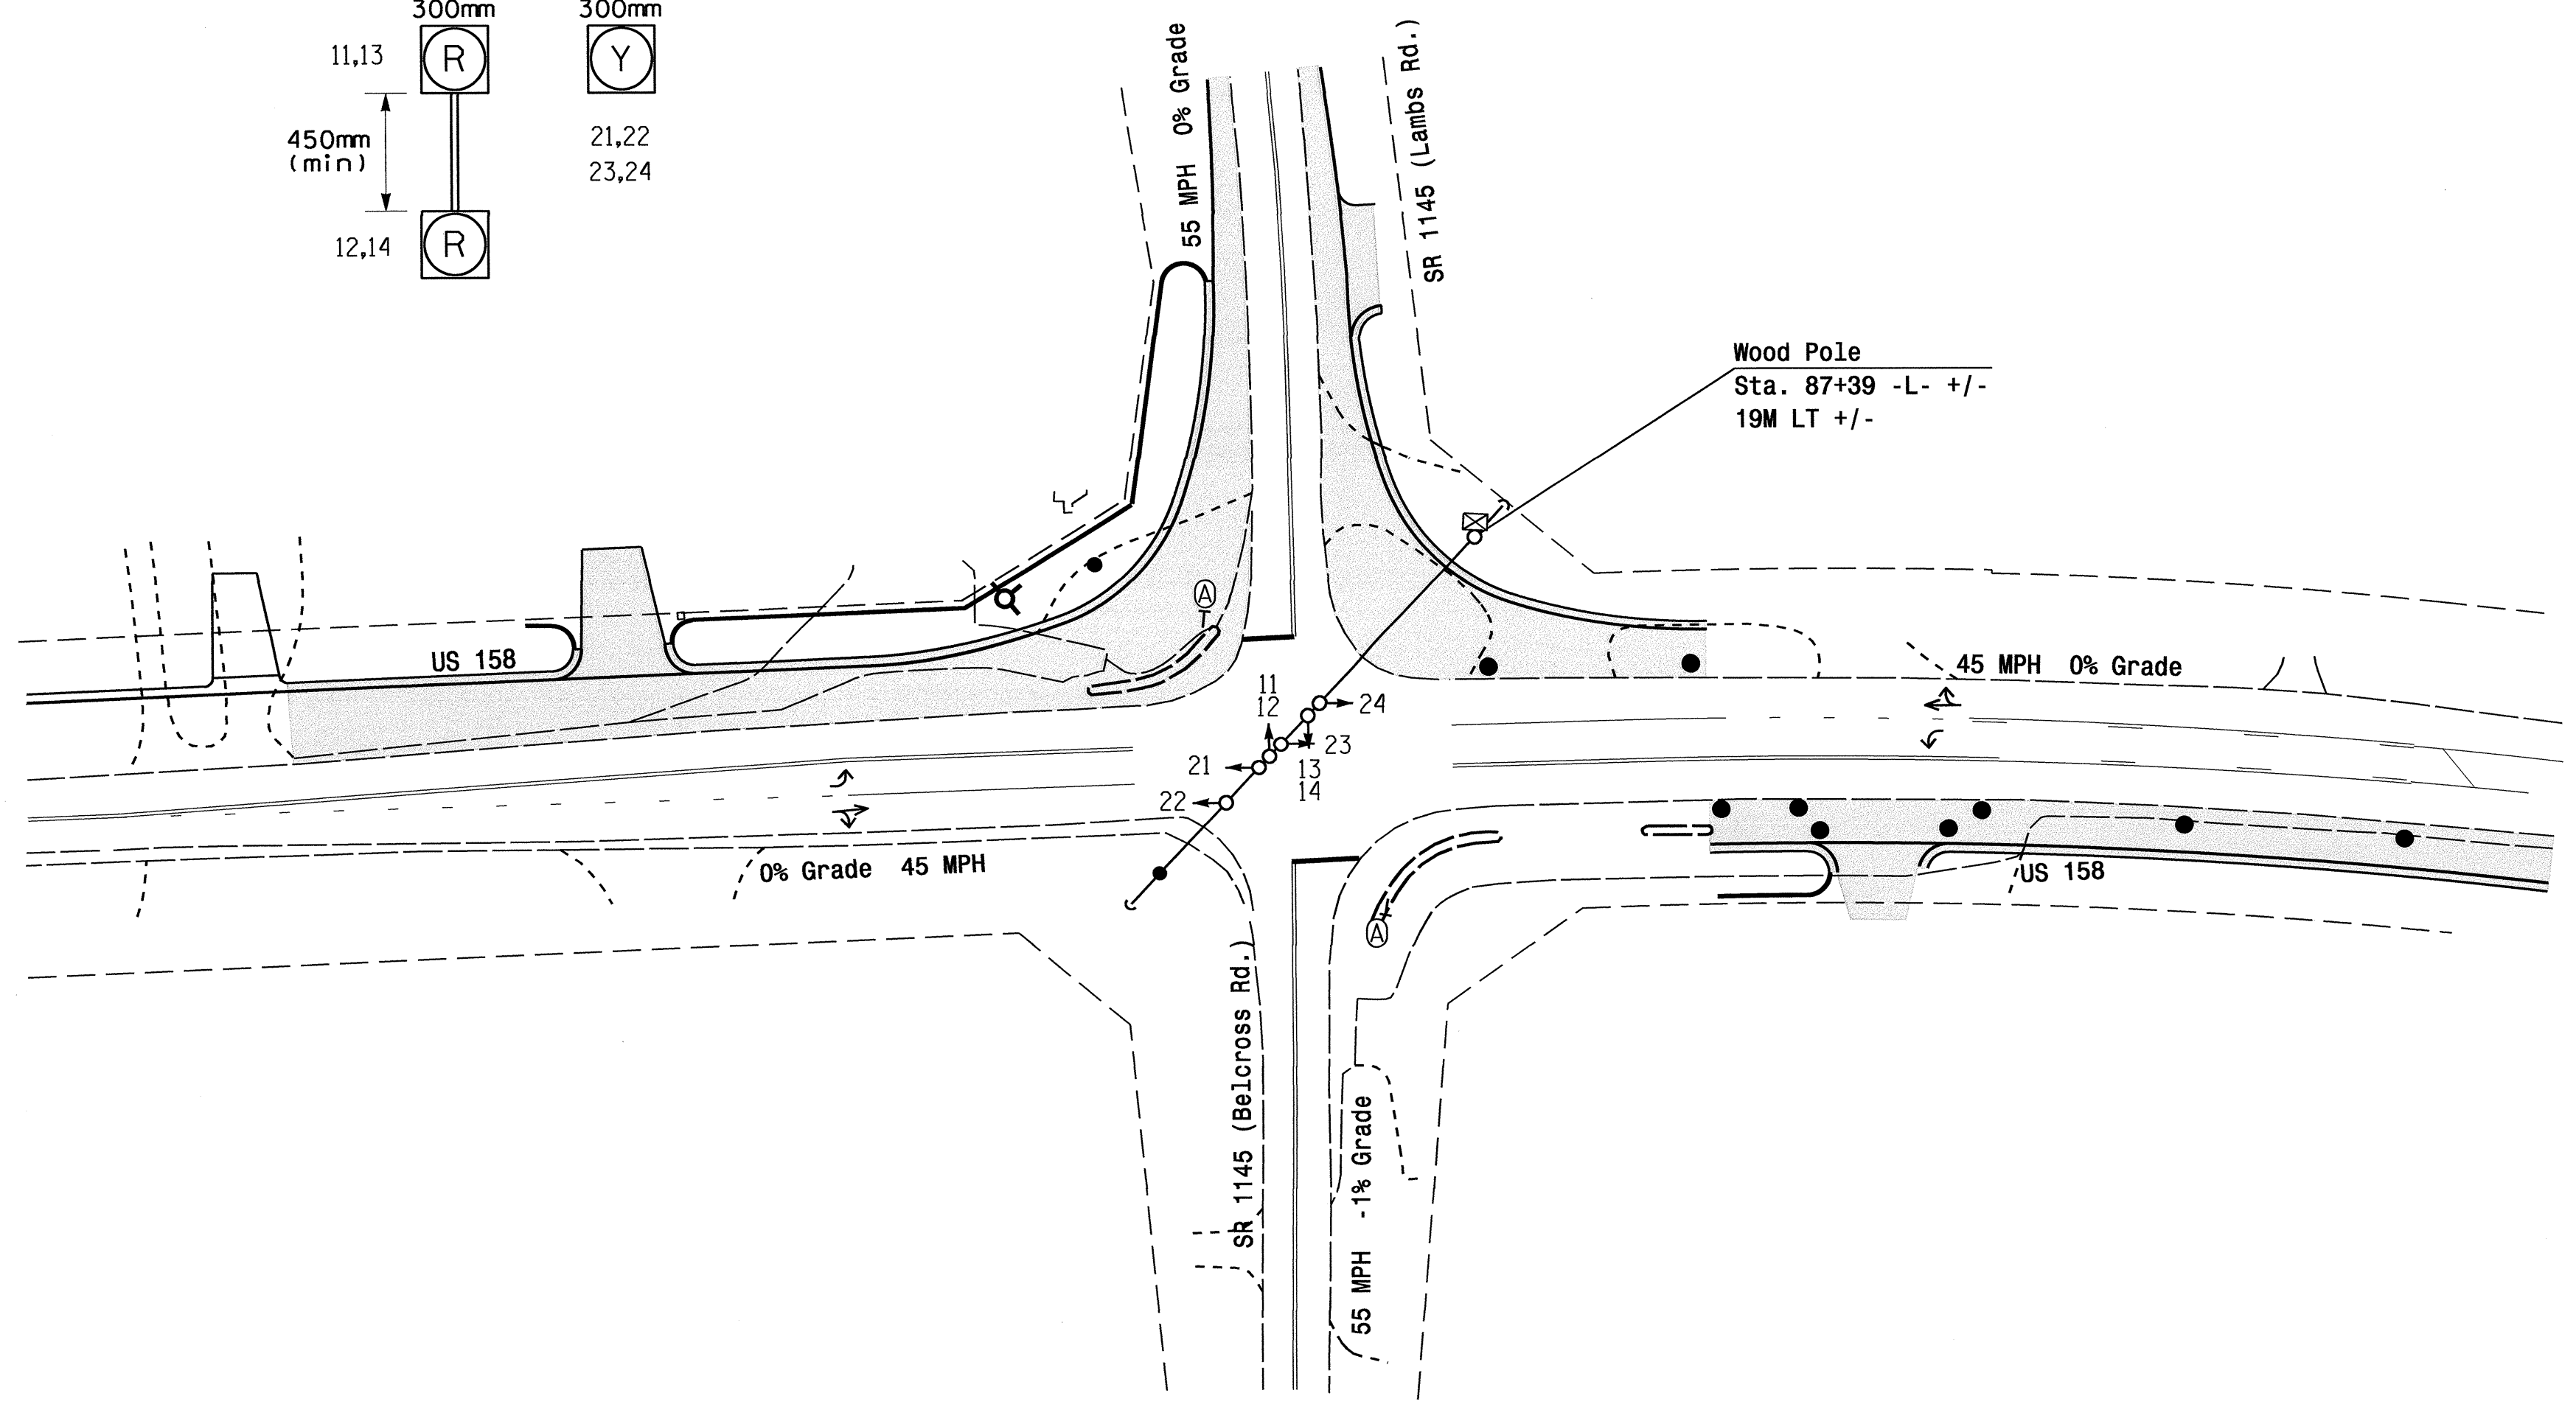 300mm
300mm
11,13
R
Y
450mm
(min)
21,22
23,24
12,14
R
55 MPH 0% Grade
SR 1145 (Lambs Rd.)
Wood Pole
Sta. 87+39 -L- +/-
19M LT +/-
A
US 158
45 MPH 0% Grade
11
12
24
23
21
13
14
22
0% Grade 45 MPH
US 158
A
SR 1145 (Belcross Rd.)
55 MPH -1% Grade